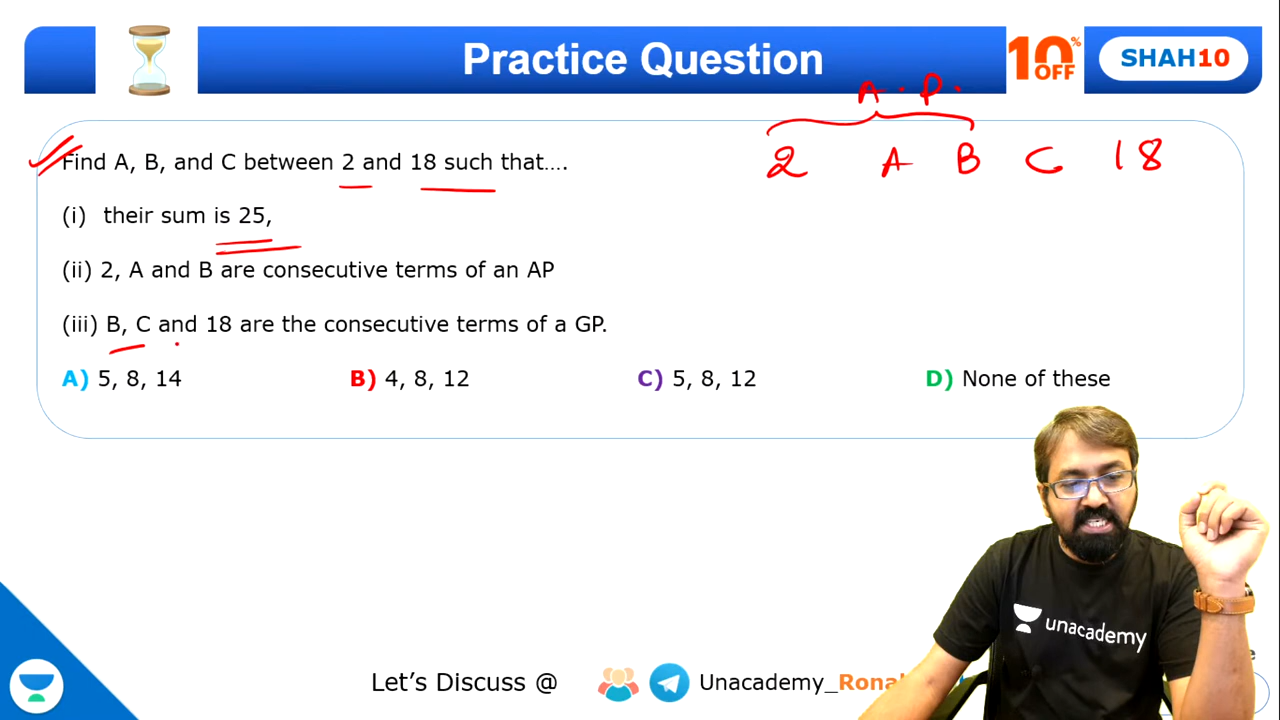 Practice Question
10% OFF
SHAH10
A.P.
2 A B C 18
Find A, B, and C between 2 and 18 such that….
(i) their sum is 25,
(ii) 2, A and B are consecutive terms of an AP
(iii) B, C and 18 are the consecutive terms of a GP.
A) 5, 8, 14
B) 4, 8, 12
C) 5, 8, 12
D) None of these
unacademy
Let's Discuss @